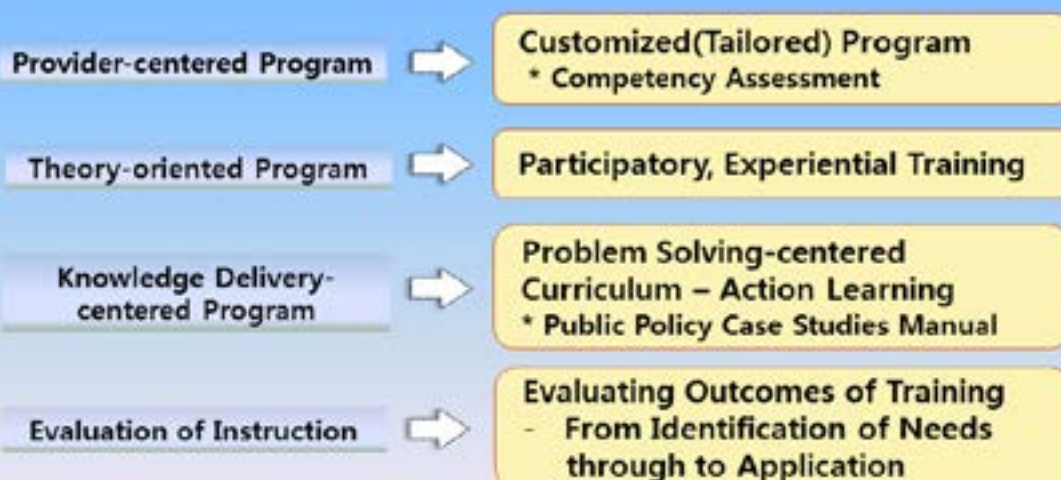 Provider-centered Program
Customized(Tailored) Program
* Competency Assessment
Theory-oriented Program
Participatory, Experiential Training
Knowledge Delivery-
centered Program
Problem Solving-centered
Curriculum – Action Learning
* Public Policy Case Studies Manual
Evaluation of Instruction
Evaluating Outcomes of Training
- From Identification of Needs
through to Application